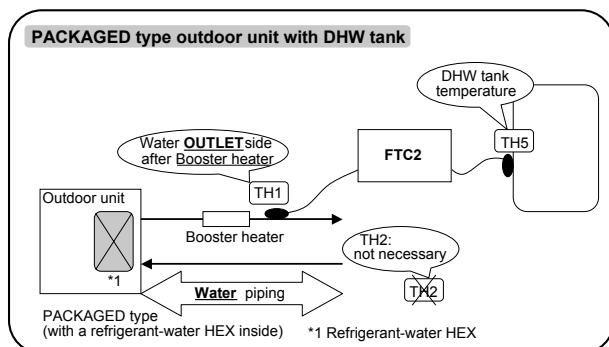 PACKAGED type outdoor unit with DHW tank
DHW tank
temperature
Water OUTLET side
after Booster heater
TH5
FTC2
TH1
Outdoor unit
Booster heater
TH2:
not necessary
*1
TH2
Water piping
PACKAGED type
(with a refrigerant-water HEX inside)
*1 Refrigerant-water HEX